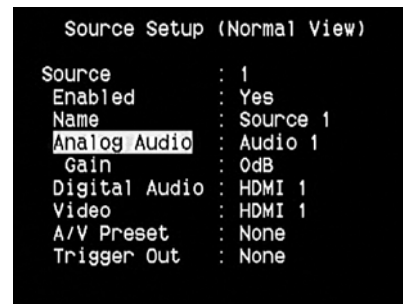 Source Setup (Normal View)
Source : 1
Enabled : Yes
Name : Source 1
Analog Audio : Audio 1
Gain : 0dB
Digital Audio : HDMI 1
Video : HDMI 1
A/V Preset : None
Trigger Out : None